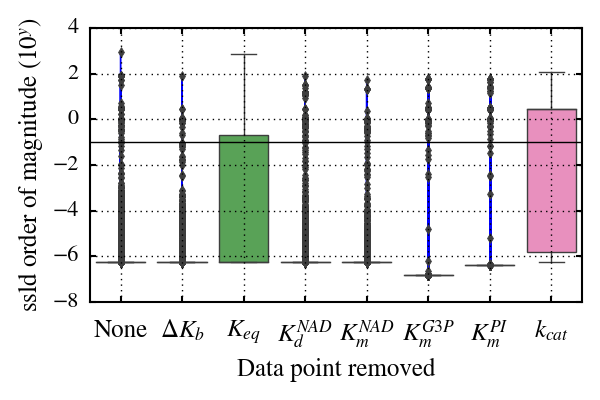 ssld order of magnitude (10^y)
4
2
0
−2
−4
−6
−8
None ΔK_b K_eq K_d^NAD K_m^NAD K_m^G3P K_m^PI k_cat
Data point removed